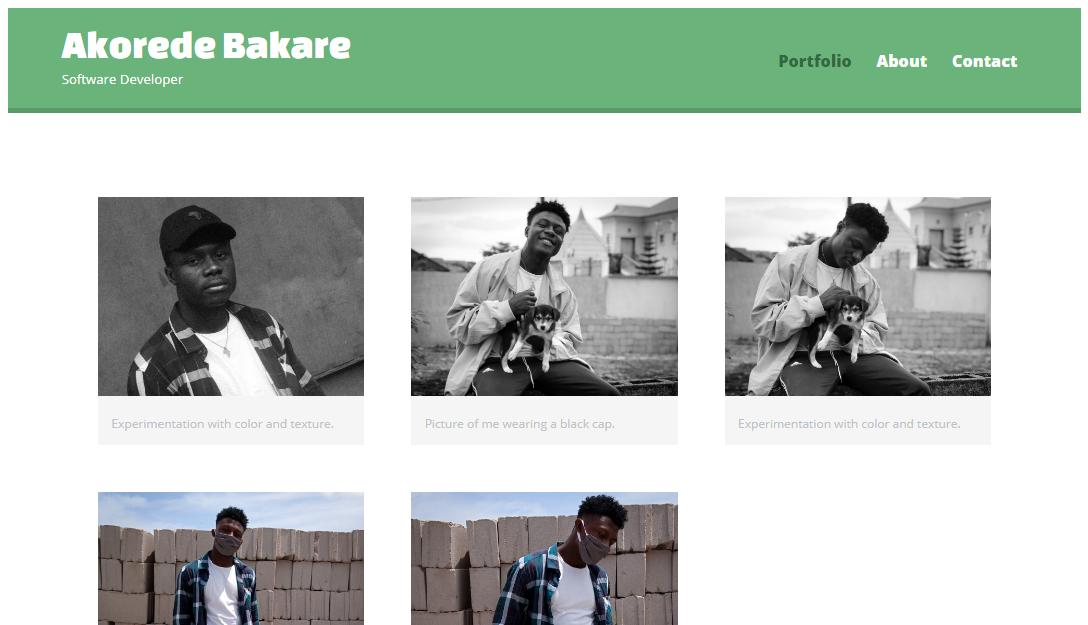 Akorede Bakare
Software Developer
Portfolio About Contact
Experimentation with color and texture.
Picture of me wearing a black cap.
Experimentation with color and texture.